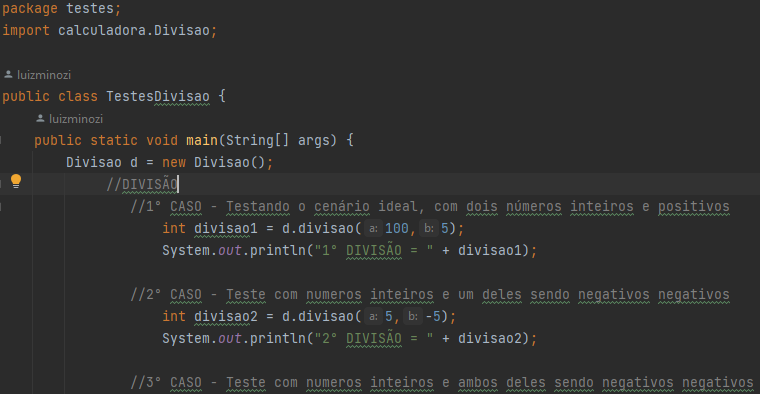 package testes;
import calculadora.Divisao;
luizminozi
public class TestesDivisao {
luizminozi
public static void main(String[] args) {
Divisao d = new Divisao();
//DIVISÃO
//1° CASO - Testando o cenário ideal, com dois números inteiros e positivos
int divisao1 = d.divisao( a: 100, b: 5);
System.out.println("1° DIVISÃO = " + divisao1);
//2° CASO - Teste com numeros inteiros e um deles sendo negativos negativos
int divisao2 = d.divisao( a: 5, b: -5);
System.out.println("2° DIVISÃO = " + divisao2);
//3° CASO - Teste com numeros inteiros e ambos deles sendo negativos negativos